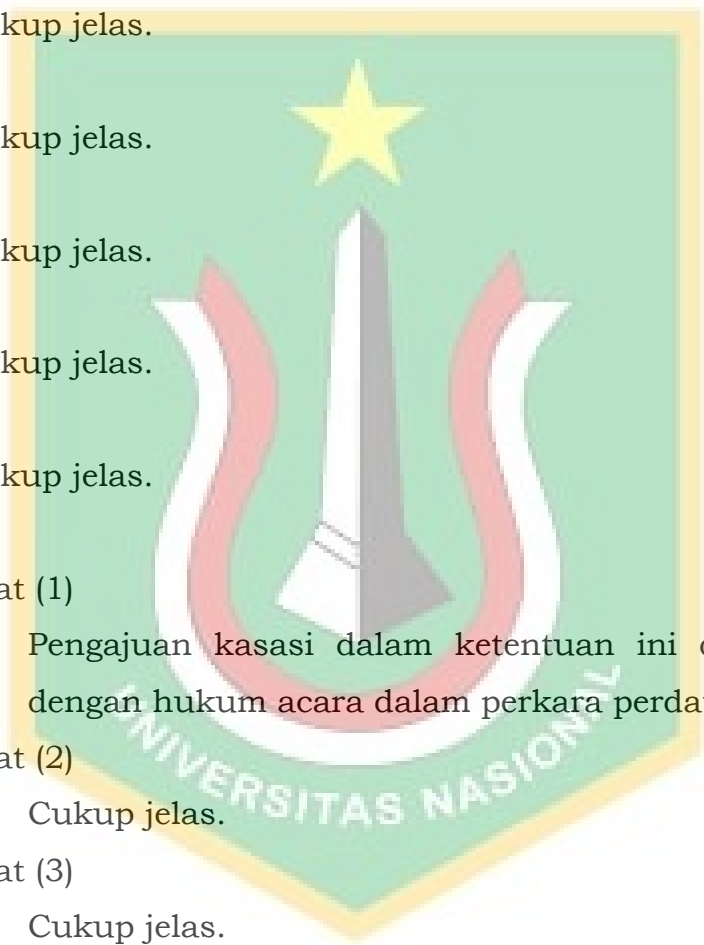 kup jelas.
kup jelas.
kup jelas.
kup jelas.
kup jelas.
at (1)
Pengajuan kasasi dalam ketentuan ini d
dengan hukum acara dalam perkara perda
at (2)
Cukup jelas.
at (3)
Cukup jelas.
UNIVERSITAS NASIONAL